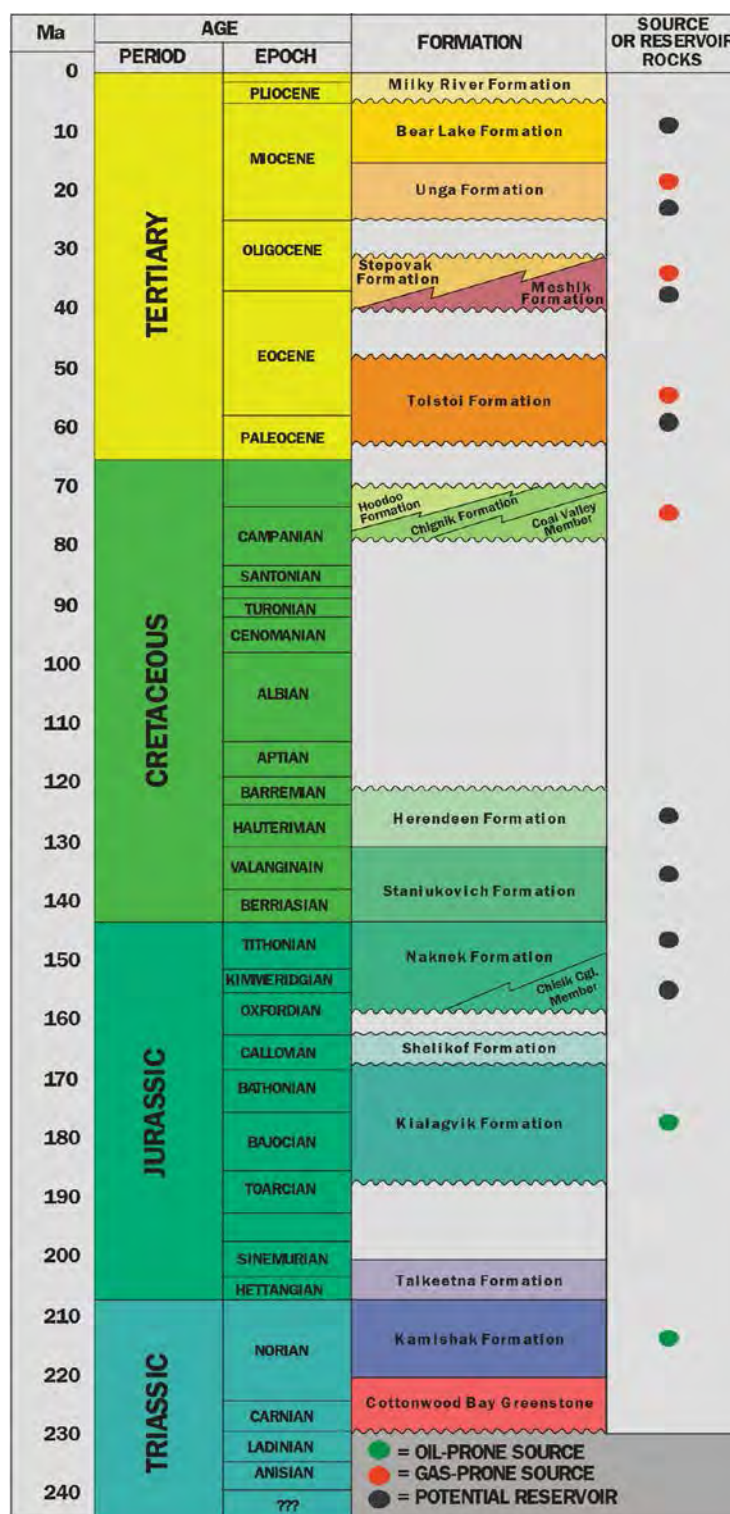 Ma
AGE
PERIOD
EPOCH
FORMATION
SOURCE
OR RESERVOIR
ROCKS
0
10
20
30
40
50
60
70
80
90
100
110
120
130
140
150
160
170
180
190
200
210
220
230
240
TERTIARY
CRETACEOUS
JURASSIC
TRIASSIC
PLIOCENE
MIOCENE
OLIGOCENE
EOCENE
PALEOCENE
CAMPANIAN
SANTONIAN
TURONIAN
CENOMANIAN
ALBIAN
APTIAN
BARREMIAN
HAUTERIVIAN
VALANGINAIN
BERRIASIAN
TITHONIAN
KIMMERIDGIAN
OXFORDIAN
CALLOVIAN
BATHONIAN
BAJOCIAN
TOARCIAN
SINEMURIAN
HETTANGIAN
NORIAN
CARNIAN
LADINIAN
ANISIAN
???
Milky River Formation
Bear Lake Formation
Unga Formation
Stepovak
Formation
Meshik
Formation
Tolstoi Formation
Hoodoo
Formation
Chignik Formation
Coal Valley
Member
Herendeen Formation
Staniukovich Formation
Naknek Formation
Chisik Cgl.
Member
Shelikof Formation
Kialagvik Formation
Talkeetna Formation
Kamishak Formation
Cottonwood Bay Greenstone
= OIL-PRONE SOURCE
= GAS-PRONE SOURCE
= POTENTIAL RESERVOIR